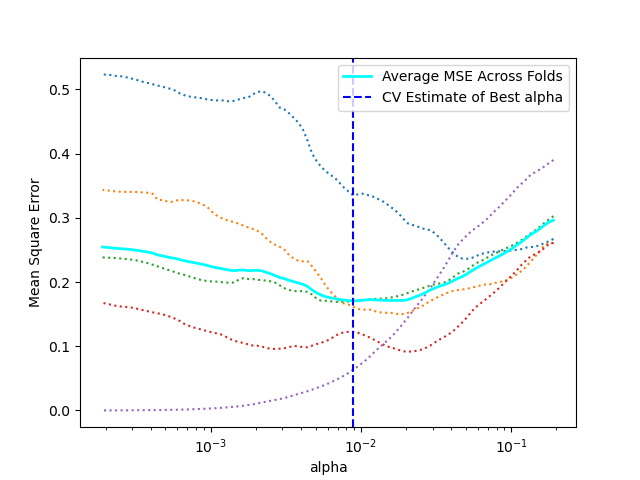 Average MSE Across Folds
CV Estimate of Best alpha
Mean Square Error
0.5
0.4
0.3
0.2
0.1
0.0
10⁻³
10⁻²
10⁻¹
alpha